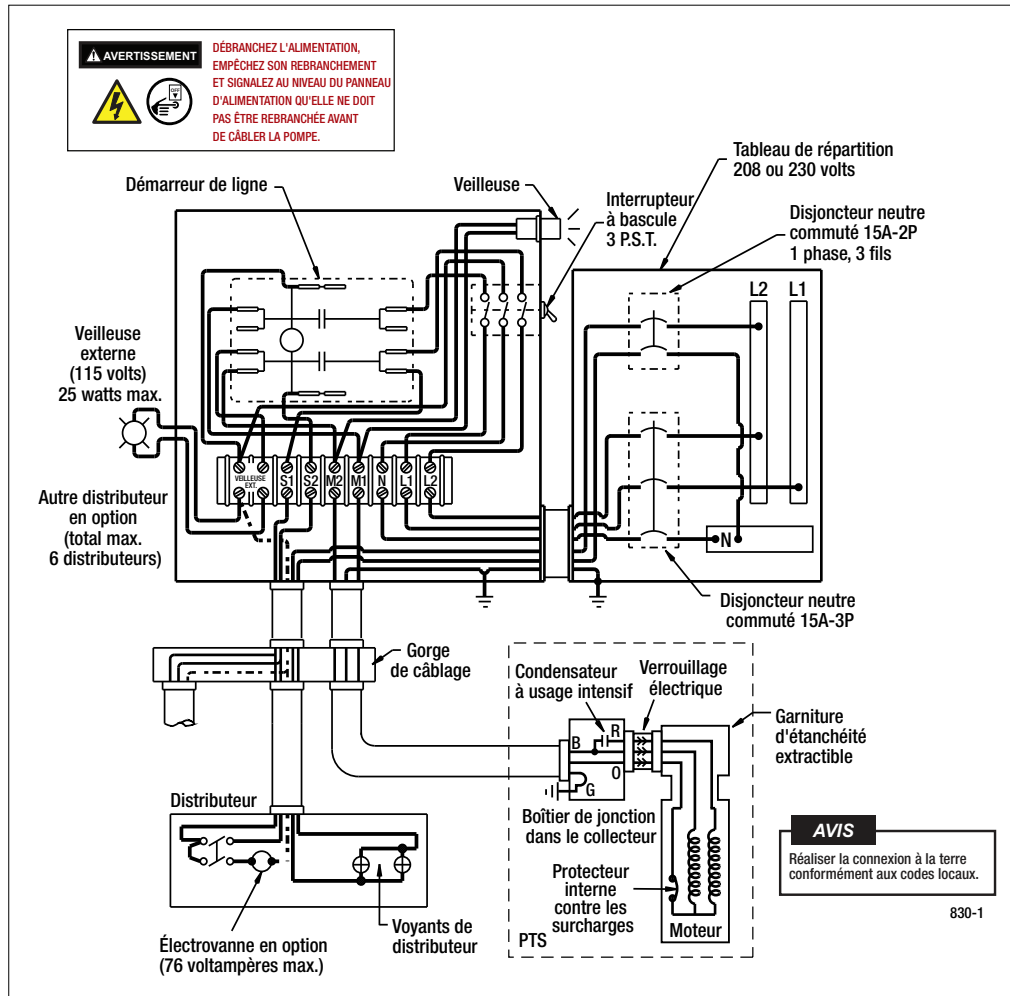 AVERTISSEMENT
DÉBRANCHEZ L'ALIMENTATION,
EMPÊCHEZ SON REBRANCHEMENT
ET SIGNALEZ AU NIVEAU DU PANNEAU
D'ALIMENTATION QU'ELLE NE DOIT
PAS ÊTRE REBRANCHÉE AVANT
DE CÂBLER LA POMPE.
OFF
Démarreur de ligne
Veilleuse
Interrupteur
à bascule
3 P.S.T.
Tableau de répartition
208 ou 230 volts
Disjoncteur neutre
commuté 15A-2P
1 phase, 3 fils
L2
L1
Veilleuse
externe
(115 volts)
25 watts max.
VEILLEUSE
EXT.
S1
S2
M2
M1
N
L1
L2
Autre distributeur
en option
(total max.
6 distributeurs)
N
Disjoncteur neutre
commuté 15A-3P
Gorge
de câblage
Condensateur
à usage intensif
Verrouillage
électrique
Garniture
d'étanchéité
extractible
B
R
O
G
Boîtier de jonction
dans le collecteur
Distributeur
Protecteur
interne
contre les
surcharges
Moteur
PTS
Voyants de
distributeur
Électrovanne en option
(76 voltampères max.)
AVIS
Réaliser la connexion à la terre
conformément aux codes locaux.
830-1